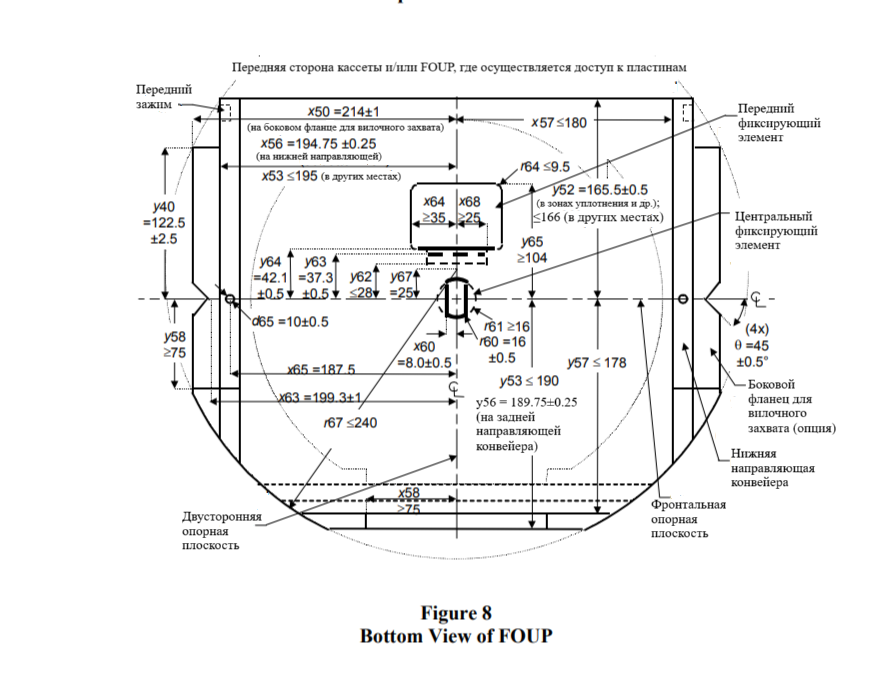 Передняя сторона кассеты и/или FOUP, где осуществляется доступ к пластинам
Передний
зажим
x50 =214±1
(на боковом фланце для вилочного захвата)
x56 =194.75 ±0.25
(на нижней направляющей)
x53 ≤195 (в других местах)
x57 ≤180
Передний
фиксирующий
элемент
r64 ≤9.5
y52 =165.5±0.5
(в зонах уплотнения и др.);
≤166 (в других местах)
x64
≥35
x68
≥25
y40
=122.5
±2.5
y65
≥104
Центральный
фиксирующий
элемент
y64
=42.1
±0.5
y63
=37.3
±0.5
y62
≤28
y67
=25
y58
≥75
d65 =10±0.5
r61 ≥16
r60 =16
±0.5
x60
=8.0±0.5
℄
(4x)
θ =45
±0.5°
x65 =187.5
y53 ≤ 190
y57 ≤ 178
℄
x63 =199.3±1
y56 = 189.75±0.25
(на задней
направляющей
конвейера)
r67 ≤240
Боковой
фланец для
вилочного
захвата (опция)
Нижняя
направляющая
конвейера
x58
≥75
Двусторонняя
опорная
плоскость
Фронтальная
опорная
плоскость
Figure 8
Bottom View of FOUP